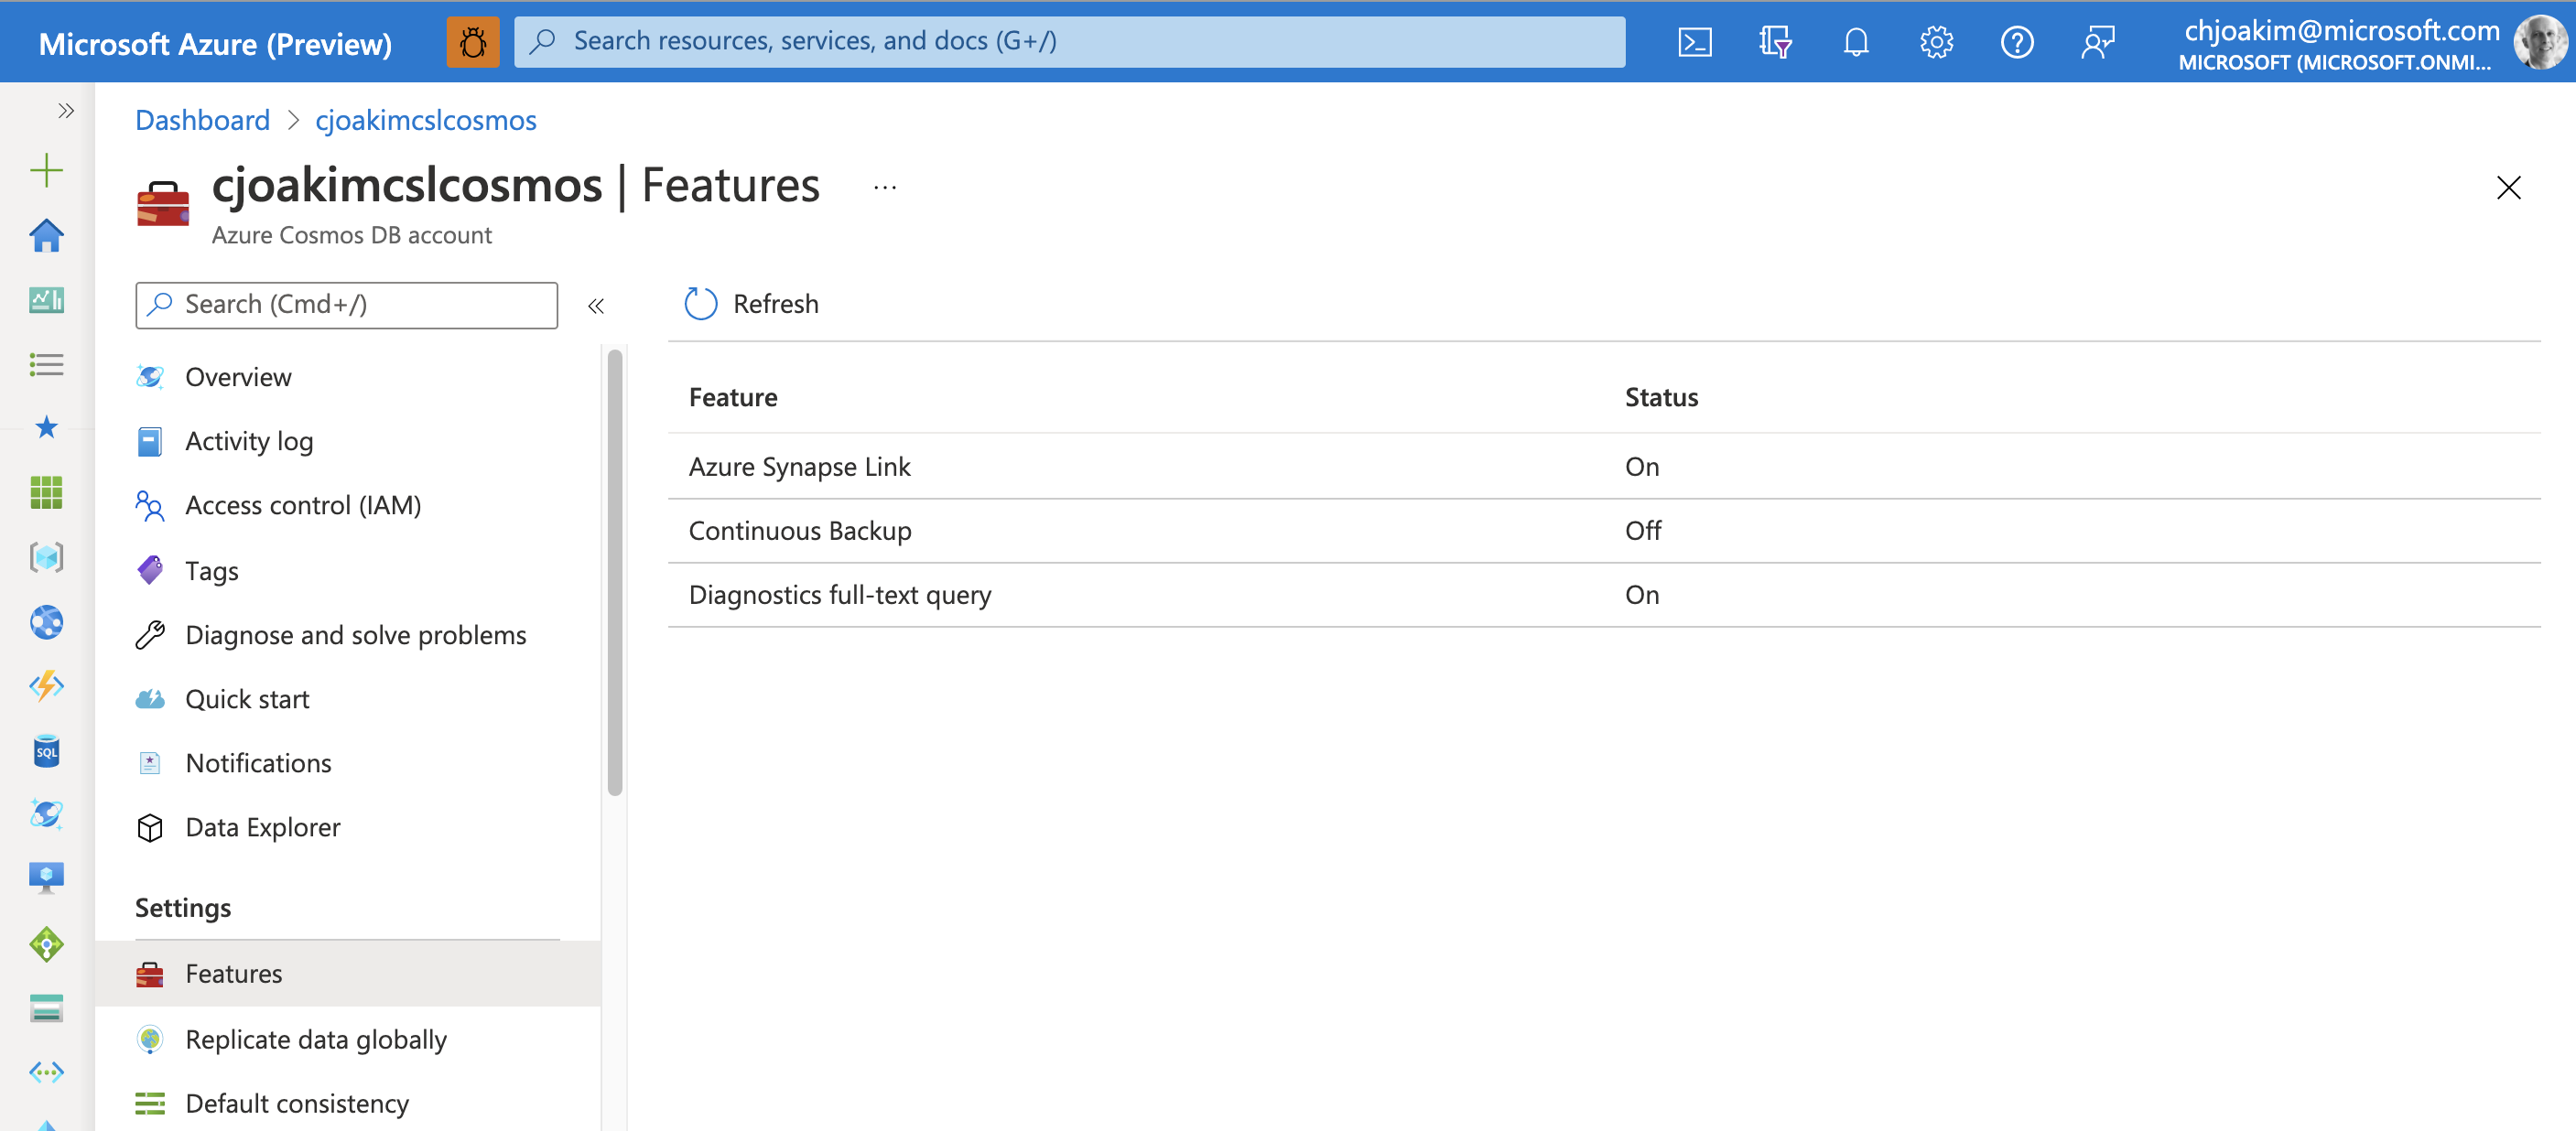 Microsoft Azure (Preview)
Search resources, services, and docs (G+/)
chjoakim@microsoft.com
MICROSOFT (MICROSOFT.ONMI...
Dashboard > cjoakimcslcosmos
cjoakimcslcosmos | Features ...
Azure Cosmos DB account
Search (Cmd+/)
Refresh
Overview
Activity log
Access control (IAM)
Tags
Diagnose and solve problems
Quick start
Notifications
Data Explorer
Settings
Features
Replicate data globally
Default consistency
Feature Status
Azure Synapse Link On
Continuous Backup Off
Diagnostics full-text query On
SQL